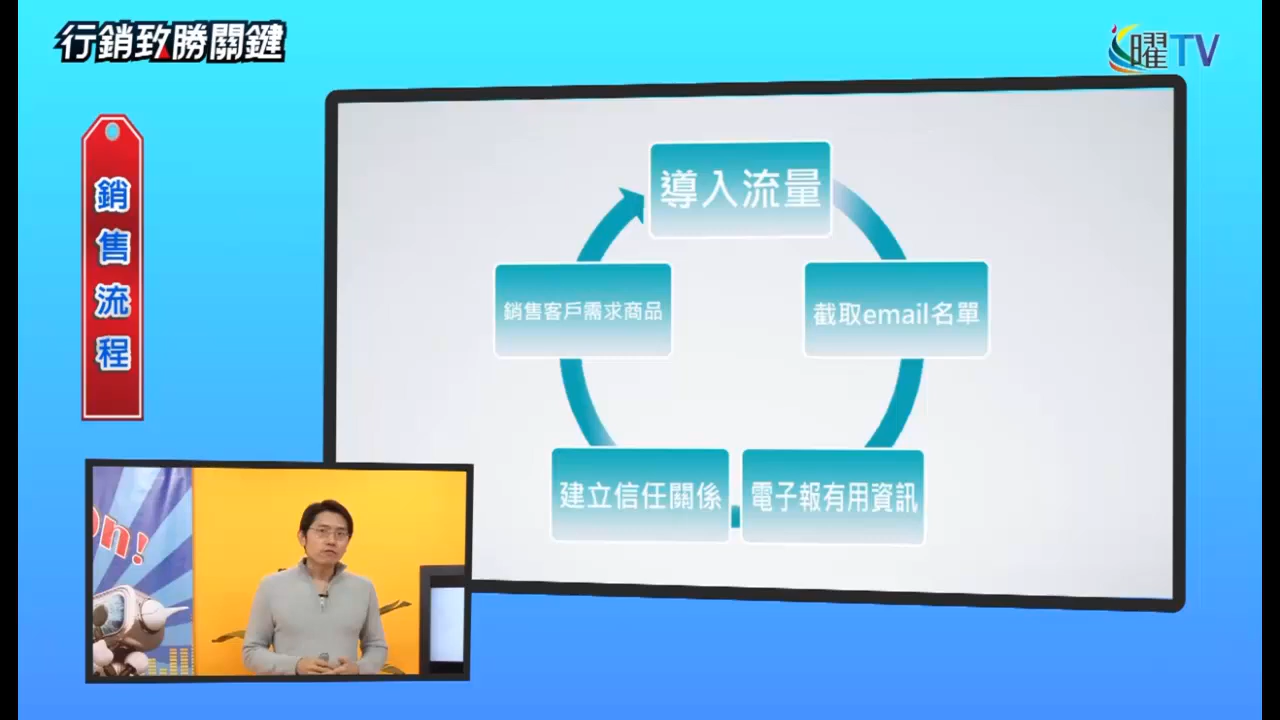 行銷致勝關鍵
曜TV
銷售流程
導入流量
銷售客戶需求商品
截取email名單
建立信任關係
電子報有用資訊
on!